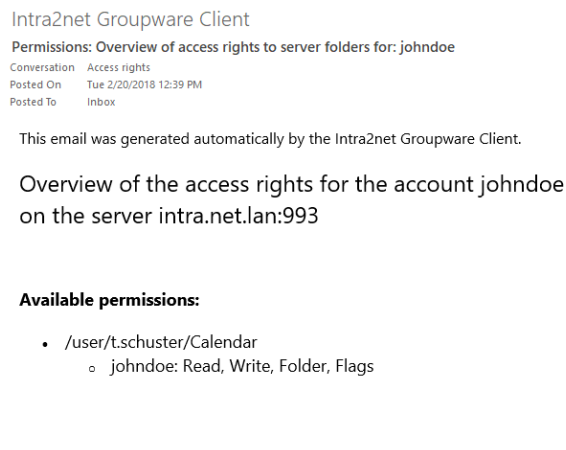 Intra2net Groupware Client
Permissions: Overview of access rights to server folders for: johndoe
Conversation Access rights
Posted On Tue 2/20/2018 12:39 PM
Posted To Inbox
This email was generated automatically by the Intra2net Groupware Client.
Overview of the access rights for the account johndoe
on the server intra.net.lan:993
Available permissions:
• /user/t.schuster/Calendar
o johndoe: Read, Write, Folder, Flags